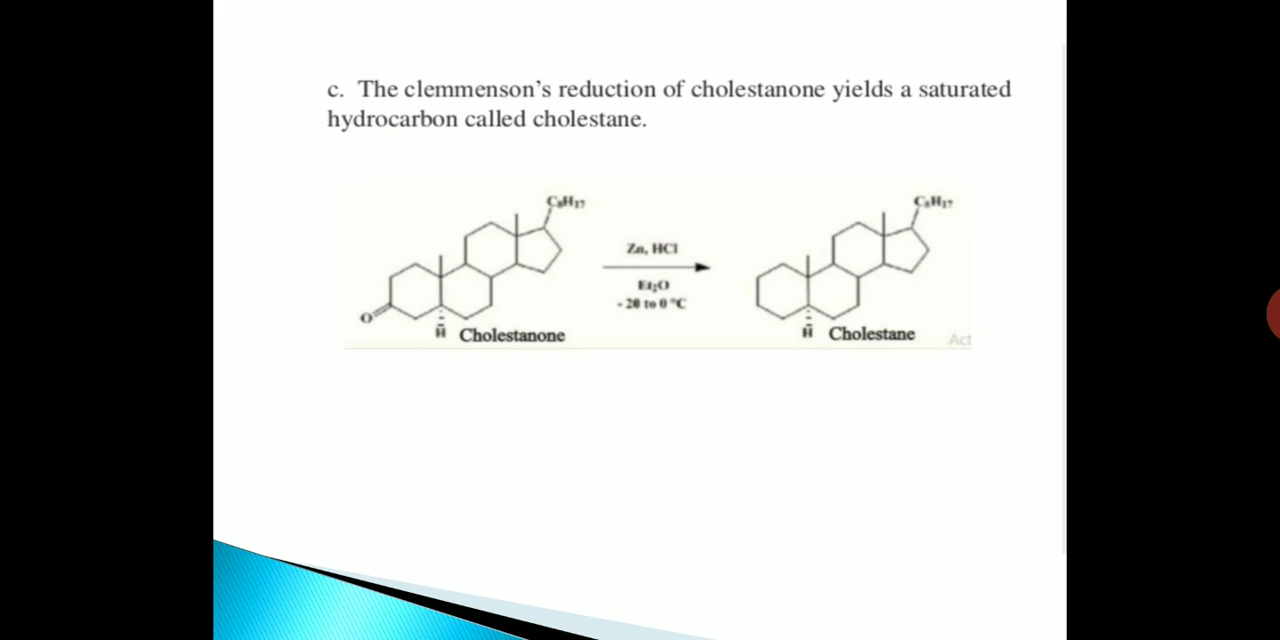 c. The clemmenson’s reduction of cholestanone yields a saturated
hydrocarbon called cholestane.
C₈H₁₇
C₈H₁₇
Zn, HCl
Et₂O
- 20 to 0 °C
O
H
Cholestanone
H
Cholestane
Act